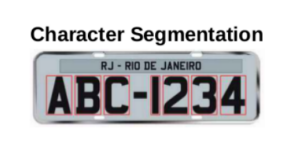 Character Segmentation
RJ - RIO DE JANEIRO
ABC-1234